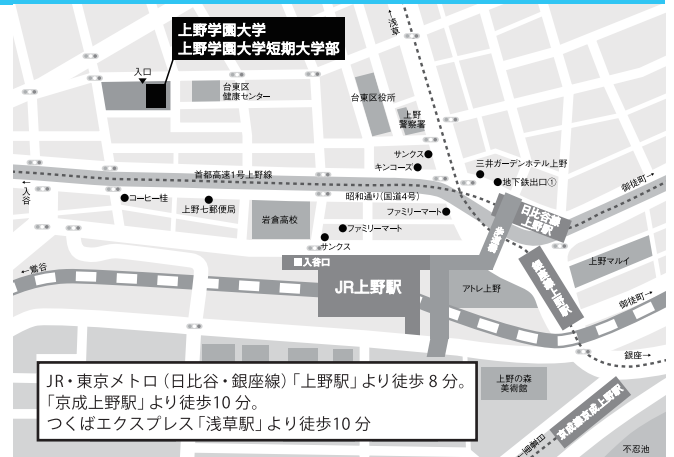 上野学園大学
上野学園大学短期大学部
入口
台東区
健康センター
←浅草
台東区役所
上野
警察署
サンクス
キンコーズ
三井ガーデンホテル上野
地下鉄出口①
首都高速1号上野線
御徒町→
←入谷
コーヒー桂
上野七郵便局
昭和通り(国道4号)
ファミリーマート
日比谷線
上野駅
岩倉高校
ファミリーマート
サンクス
歩道橋
入谷口
銀座線上野駅
上野マルイ
←鶯谷
JR上野駅
アトレ上野
御徒町→
銀座→
JR・東京メトロ(日比谷・銀座線)「上野駅」より徒歩 8 分。
「京成上野駅」より徒歩10 分。
つくばエクスプレス「浅草駅」より徒歩10 分
上野の森
美術館
京成線京成上野駅
←日暮里
不忍池